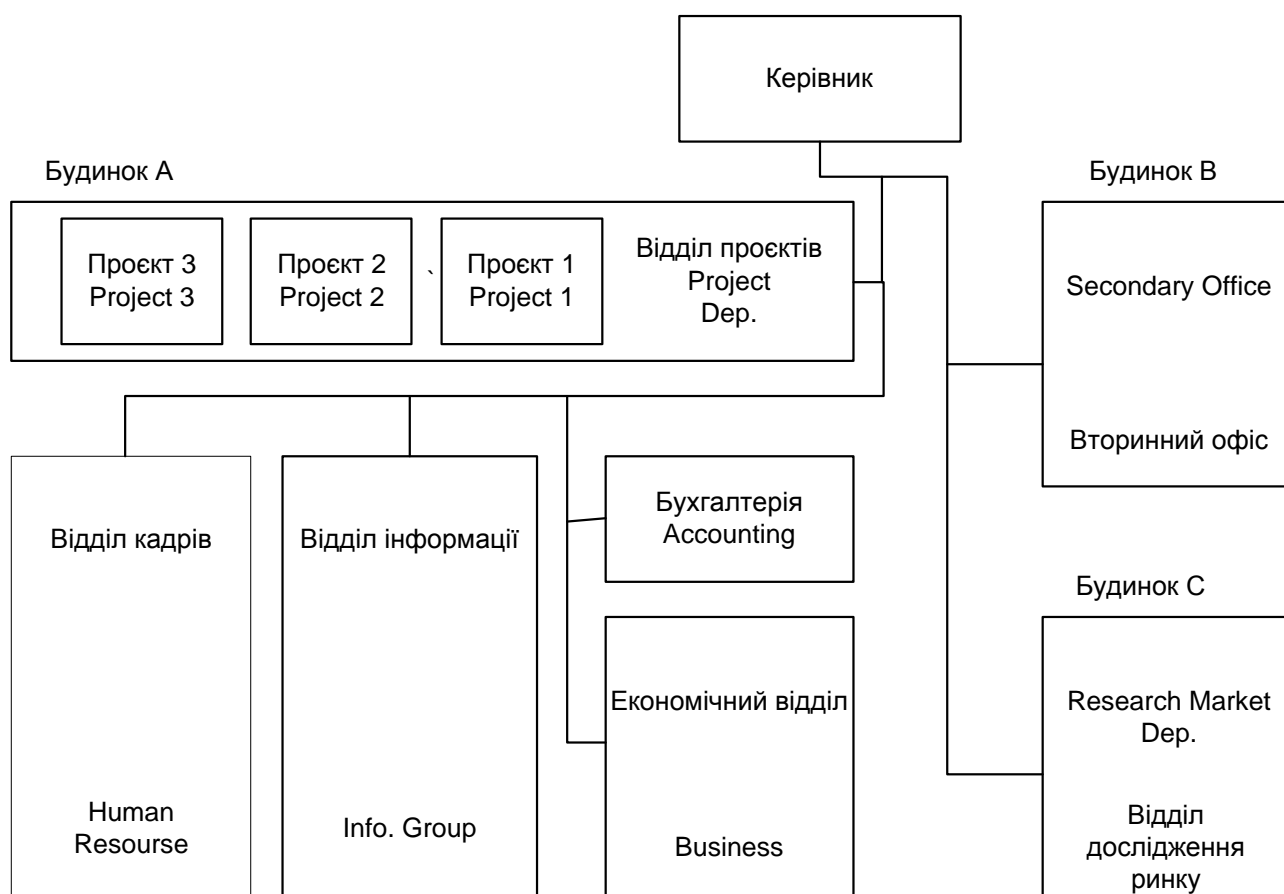 Керівник
Будинок А
Будинок В
Проєкт 3
Project 3
Проєкт 2
Project 2
`
Проєкт 1
Project 1
Відділ проєктів
Project
Dep.
Secondary Office
Вторинний офіс
Відділ кадрів
Human
Resourse
Відділ інформації
Info. Group
Бухгалтерія
Accounting
Економічний відділ
Business
Будинок С
Research Market
Dep.
Відділ
дослідження
ринку